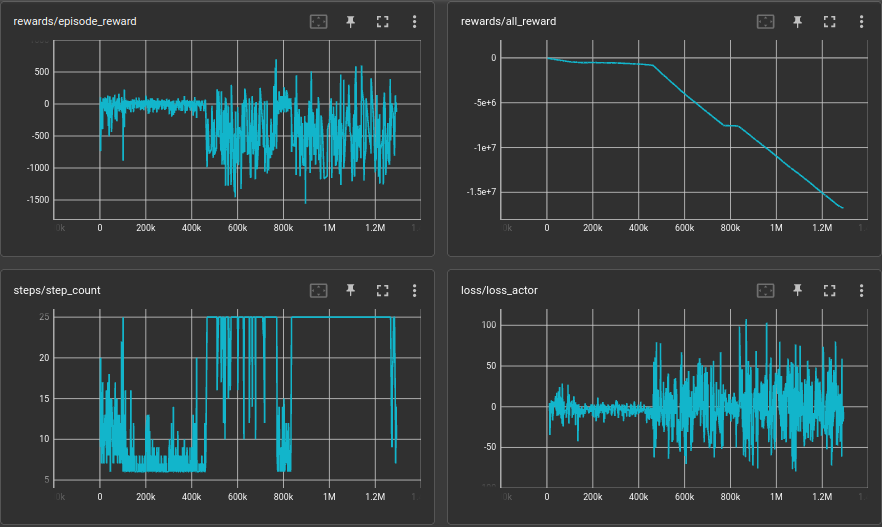 rewards/episode_reward
500
0
-500
-1000
-1500
0k
0
200k
400k
600k
800k
1M
1.2M
1
rewards/all_reward
0
-5e+6
-1e+7
-1.5e+7
0k
0
200k
400k
600k
800k
1M
1.2M
1
steps/step_count
25
20
15
10
5
0k
0
200k
400k
600k
800k
1M
1.2M
loss/loss_actor
100
50
0
-50
0k
0
200k
400k
600k
800k
1M
1.2M